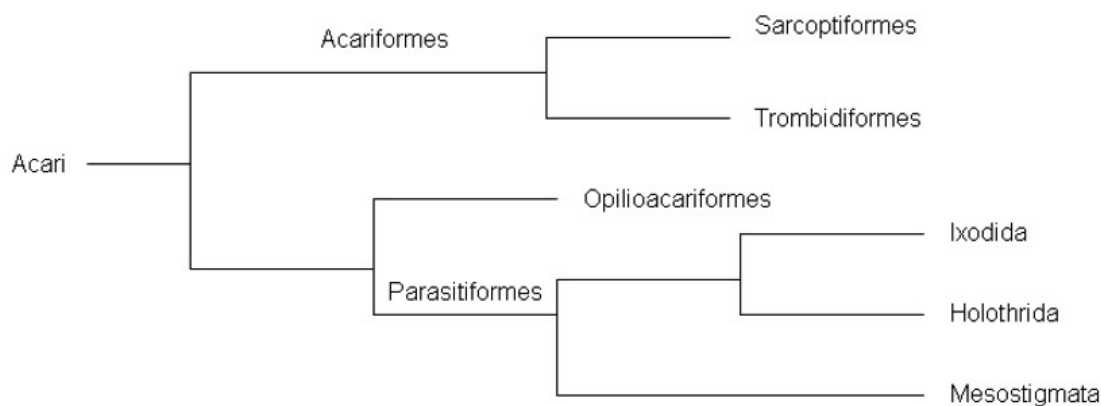 Sarcoptiformes
Acariformes
Trombidiformes
Acari
Opilioacariformes
Ixodida
Parasitiformes
Holothrida
Mesostigmata